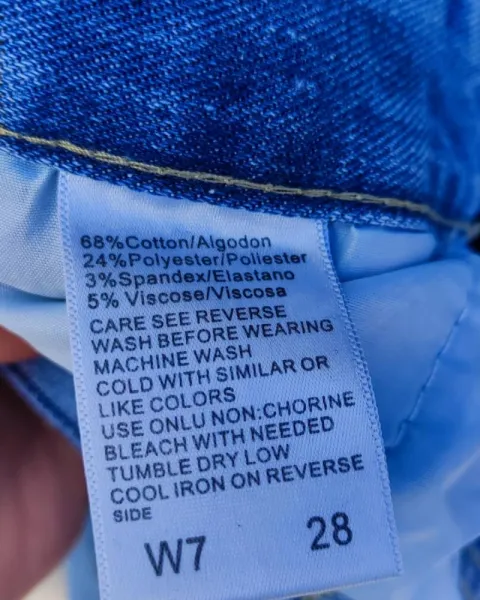 68%Cotton/Algodon
24%Polyester/Poliester
3%Spandex/Elastano
5% Viscose/Viscosa
CARE SEE REVERSE
WASH BEFORE WEARING
MACHINE WASH
COLD WITH SIMILAR OR
LIKE COLORS
USE ONLU NON:CHORINE
BLEACH WITH NEEDED
TUMBLE DRY LOW
COOL IRON ON REVERSE
SIDE
W7 28